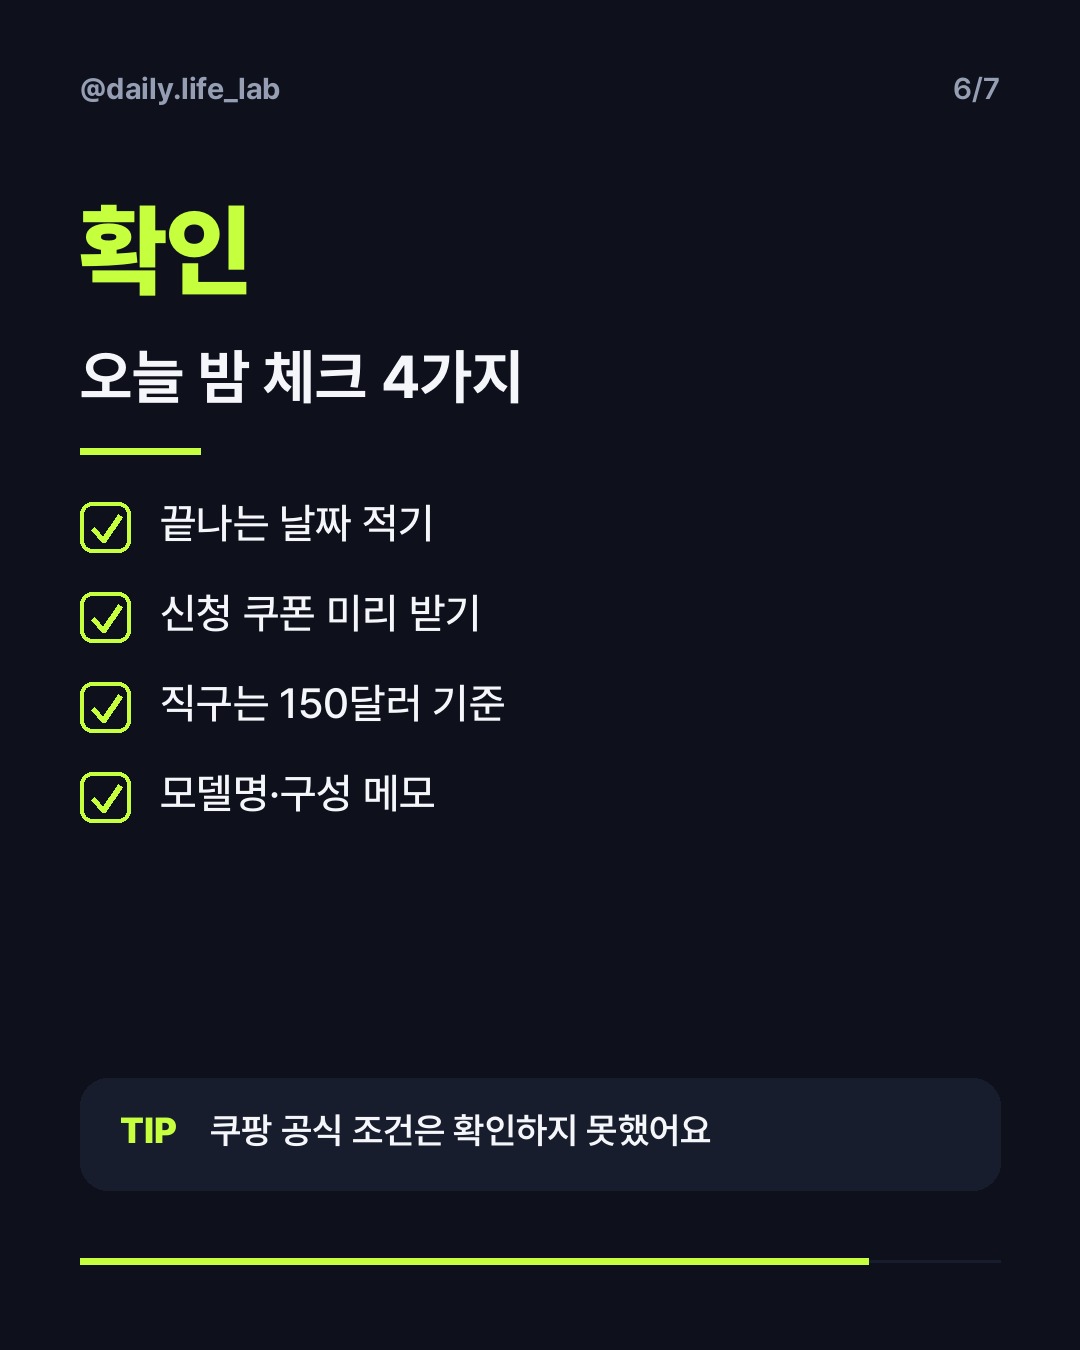 @daily.life_lab
6/7
확인
오늘 밤 체크 4가지
끝나는 날짜 적기
신청 쿠폰 미리 받기
직구는 150달러 기준
모델명·구성 메모
TIP 쿠팡 공식 조건은 확인하지 못했어요